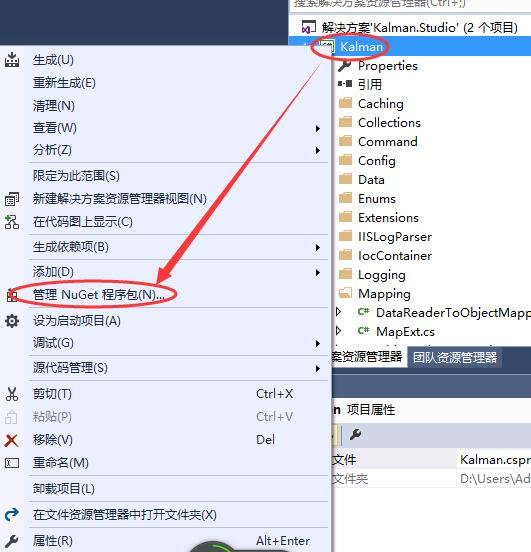 搜索解决方案资源管理器(Ctrl+;)
解决方案'Kalman.Studio' (2 个项目)
C# Kalman
Properties
引用
Caching
Collections
Command
Config
Data
Enums
Extensions
IISLogParser
IocContainer
Logging
Mapping
C# DataReaderToObjectMapp
C# MapExt.cs
案资源管理器 团队资源管理器
n 项目属性
文件 Kalman.cspr
文件夹 D:\Users\Ad
生成(U)
重新生成(E)
清理(N)
查看(W)
分析(Z)
限定为此范围(S)
新建解决方案资源管理器视图(N)
在代码图上显示(C)
生成依赖项(B)
添加(D)
管理 NuGet 程序包(N)...
设为启动项目(A)
调试(G)
源代码管理(S)
剪切(T) Ctrl+X
粘贴(P) Ctrl+V
移除(V) Del
重命名(M)
卸载项目(L)
在文件资源管理器中打开文件夹(X)
属性(R) Alt+Enter